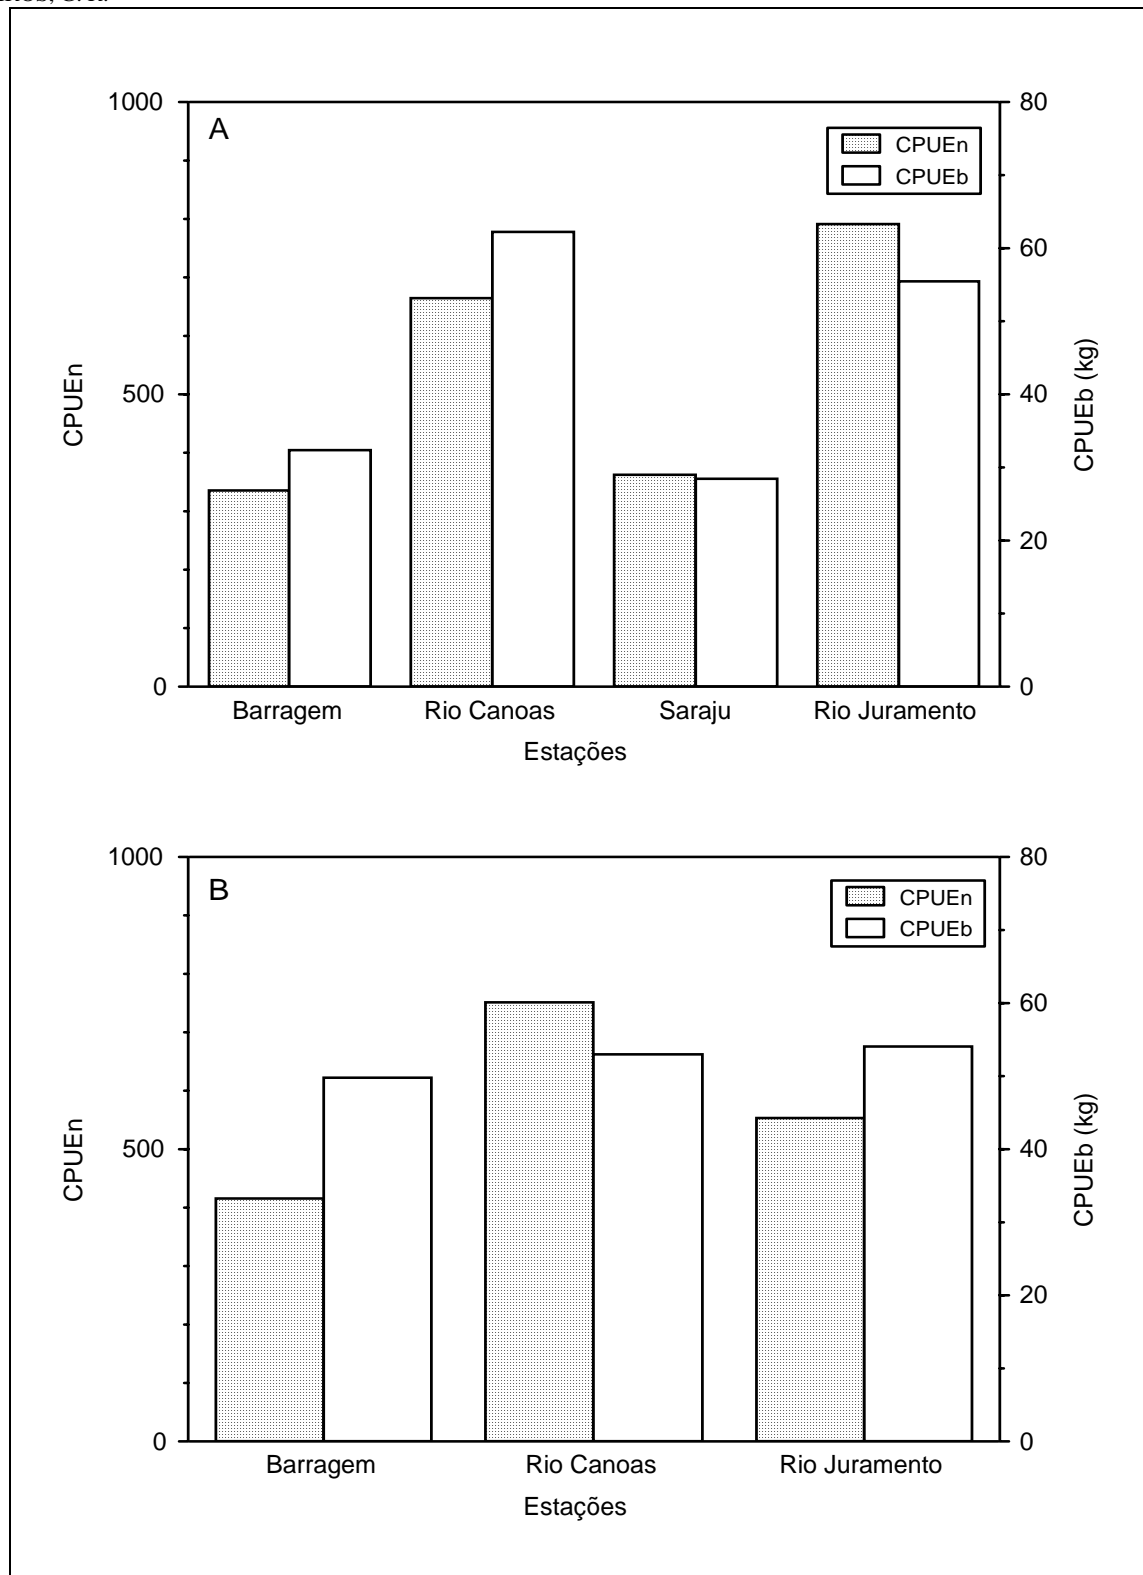 1000
A
80
CPUEn
CPUEb
60
CPUEn
500
40
CPUEb (kg)
20
0
0
Barragem
Rio Canoas
Saraju
Rio Juramento
Estações
1000
B
80
CPUEn
CPUEb
60
CPUEn
500
40
CPUEb (kg)
20
0
0
Barragem
Rio Canoas
Rio Juramento
Estações